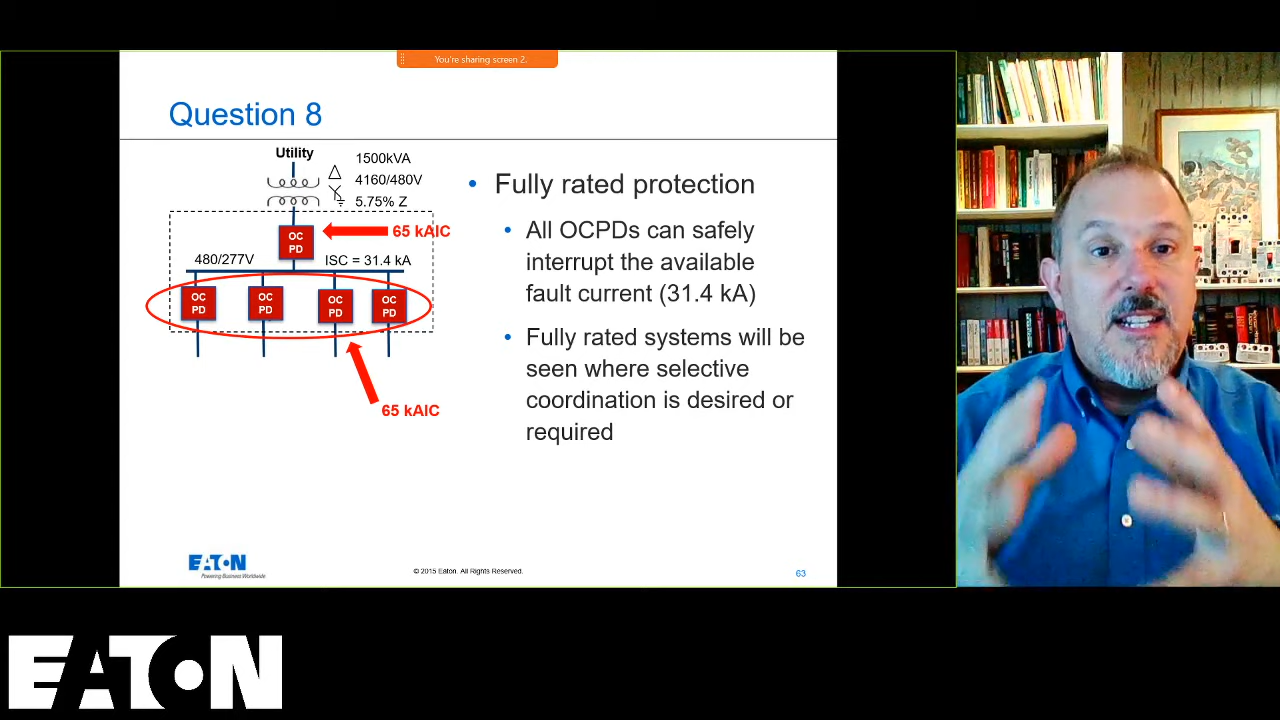 You're sharing screen 2.
Question 8
Utility
1500kVA
4160/480V
5.75% Z
OC
PD
65 kAIC
480/277V
ISC = 31.4 kA
OC
PD
OC
PD
OC
PD
OC
PD
65 kAIC
• Fully rated protection
• All OCPDs can safely
interrupt the available
fault current (31.4 kA)
• Fully rated systems will be
seen where selective
coordination is desired or
required
EATON
Powering Business Worldwide
© 2015 Eaton. All Rights Reserved.
63
EATON